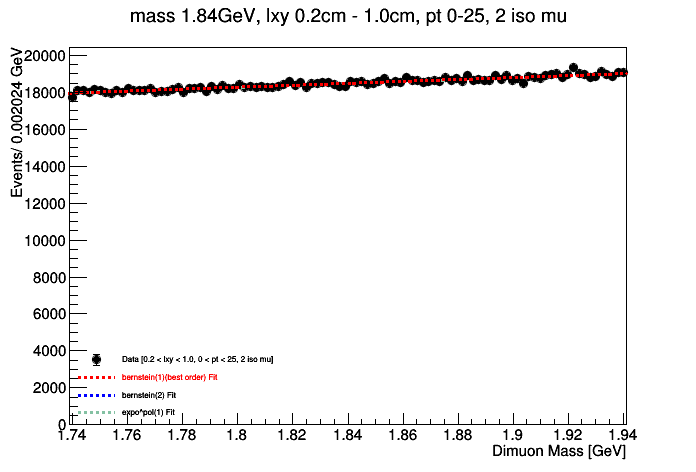 mass 1.84GeV, lxy 0.2cm - 1.0cm, pt 0-25, 2 iso mu
Events/ 0.002024 GeV
20000
18000
16000
14000
12000
10000
8000
6000
4000
2000
0
Data [0.2 < lxy < 1.0, 0 < pt < 25, 2 iso mu]
bernstein(1)(best order) Fit
bernstein(2) Fit
expo^pol(1) Fit
1.74 1.76 1.78 1.8 1.82 1.84 1.86 1.88 1.9 1.92 1.94
Dimuon Mass [GeV]